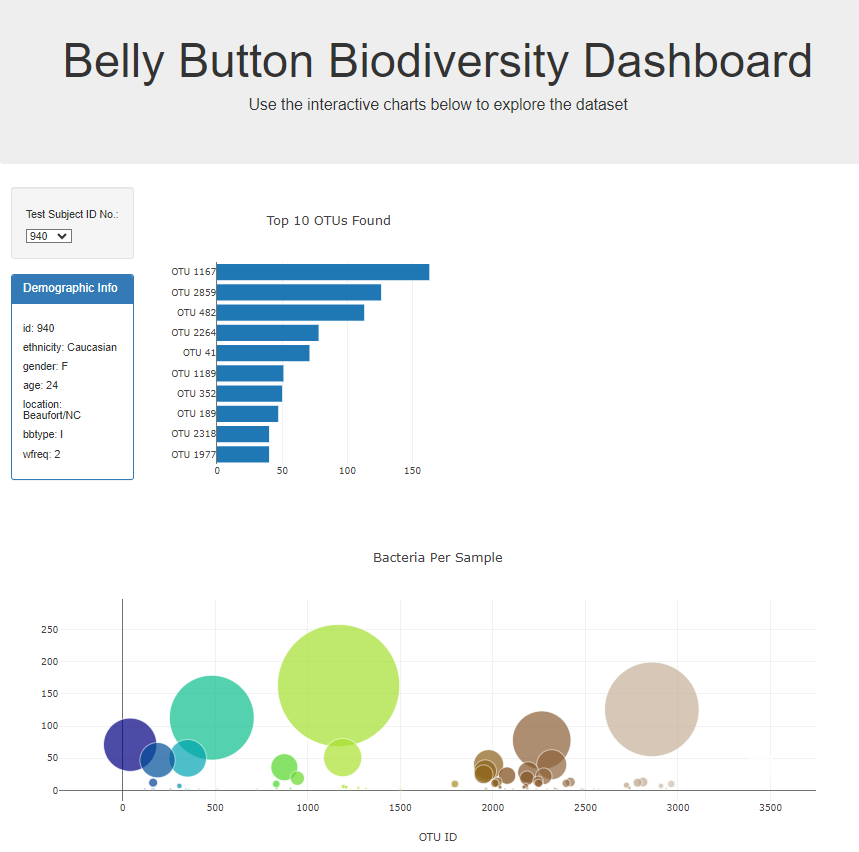 Belly Button Biodiversity Dashboard
Use the interactive charts below to explore the dataset
Test Subject ID No.:
940
Demographic Info
id: 940
ethnicity: Caucasian
gender: F
age: 24
location:
Beaufort/NC
bbtype: I
wfreq: 2
Top 10 OTUs Found
OTU 1167
OTU 2859
OTU 482
OTU 2264
OTU 41
OTU 1189
OTU 352
OTU 189
OTU 2318
OTU 1977
0 50 100 150
Bacteria Per Sample
250
200
150
100
50
0
0 500 1000 1500 2000 2500 3000 3500
OTU ID